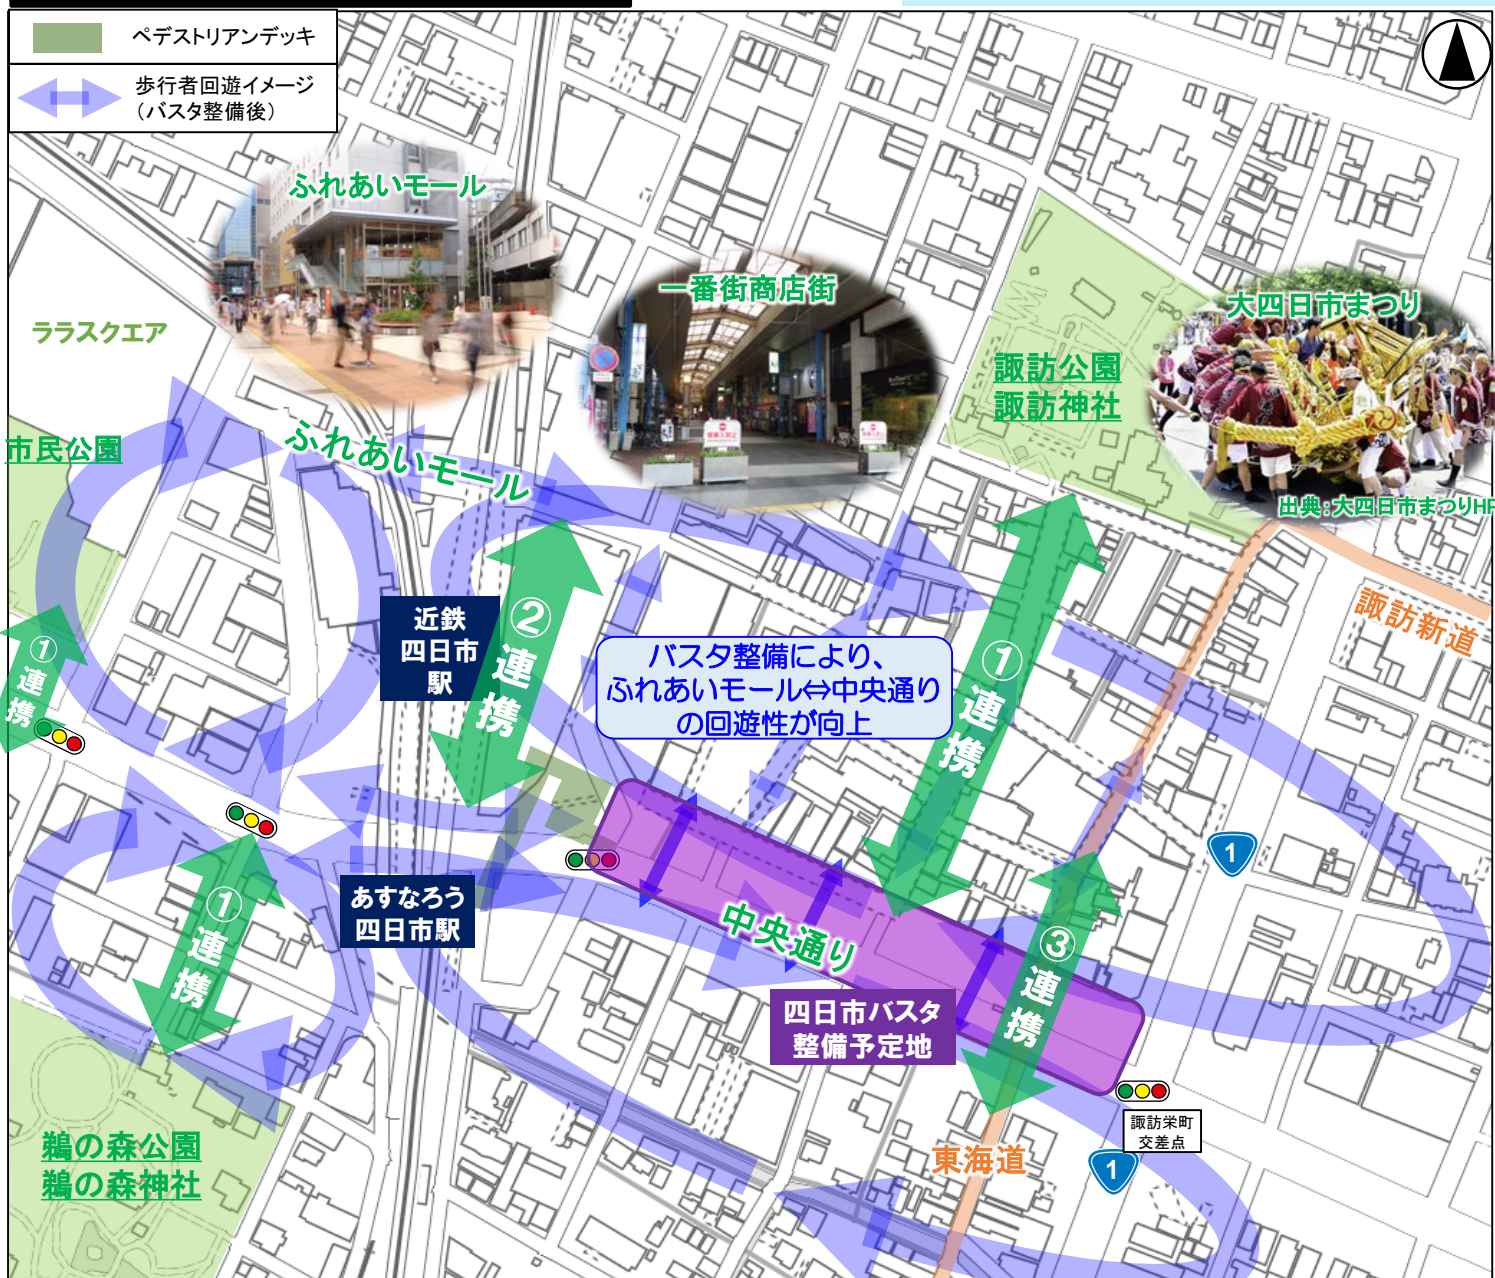 ペデストリアンデッキ
歩行者回遊イメージ
（バスタ整備後）
ふれあいモール
一番街商店街
大四日市まつり
ララスクエア
諏訪公園
諏訪神社
市民公園
ふれあいモール
出典：大四日市まつりHP
近鉄
四日市
駅
②
連携
①
連携
①
連携
諏訪新道
バスタ整備により、
ふれあいモール⇔中央通り
の回遊性が向上
1
あすなろう
四日市駅
①
連携
中央通り
③
連携
四日市バスタ
整備予定地
諏訪栄町
交差点
1
東海道
鵜の森公園
鵜の森神社